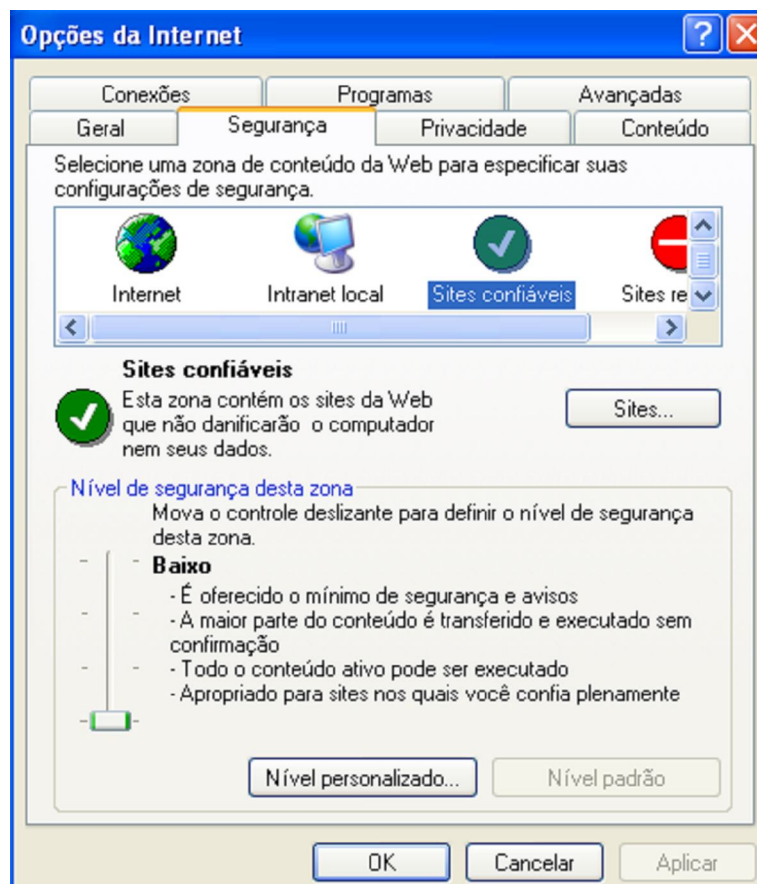 Opções da Internet
Conexões Programas Avançadas
Geral Segurança Privacidade Conteúdo
Selecione uma zona de conteúdo da Web para especificar suas
configurações de segurança.
Internet Intranet local Sites confiáveis Sites re
Sites confiáveis
Esta zona contém os sites da Web
que não danificarão o computador
nem seus dados.
Sites...
Nível de segurança desta zona
Mova o controle deslizante para definir o nível de segurança
desta zona.
Baixo
- É oferecido o mínimo de segurança e avisos
- A maior parte do conteúdo é transferido e executado sem
confirmação
- Todo o conteúdo ativo pode ser executado
- Apropriado para sites nos quais você confia plenamente
Nível personalizado... Nível padrão
OK Cancelar Aplicar